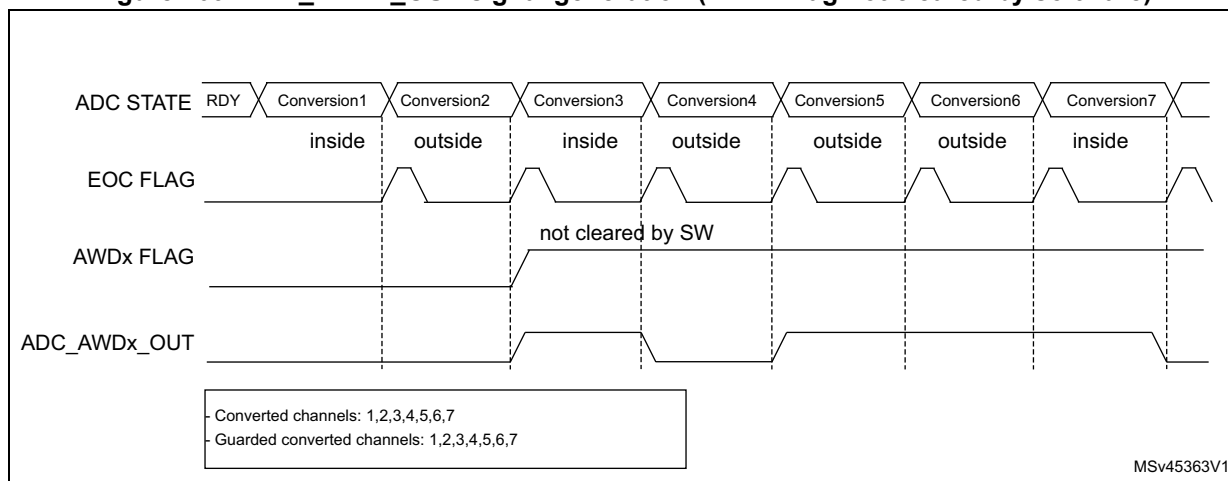 ADC STATE RDY Conversion1 Conversion2 Conversion3 Conversion4 Conversion5 Conversion6 Conversion7
inside outside inside outside outside outside inside
EOC FLAG
not cleared by SW
AWDx FLAG
ADC_AWDx_OUT
- Converted channels: 1,2,3,4,5,6,7
- Guarded converted channels: 1,2,3,4,5,6,7
MSv45363V1